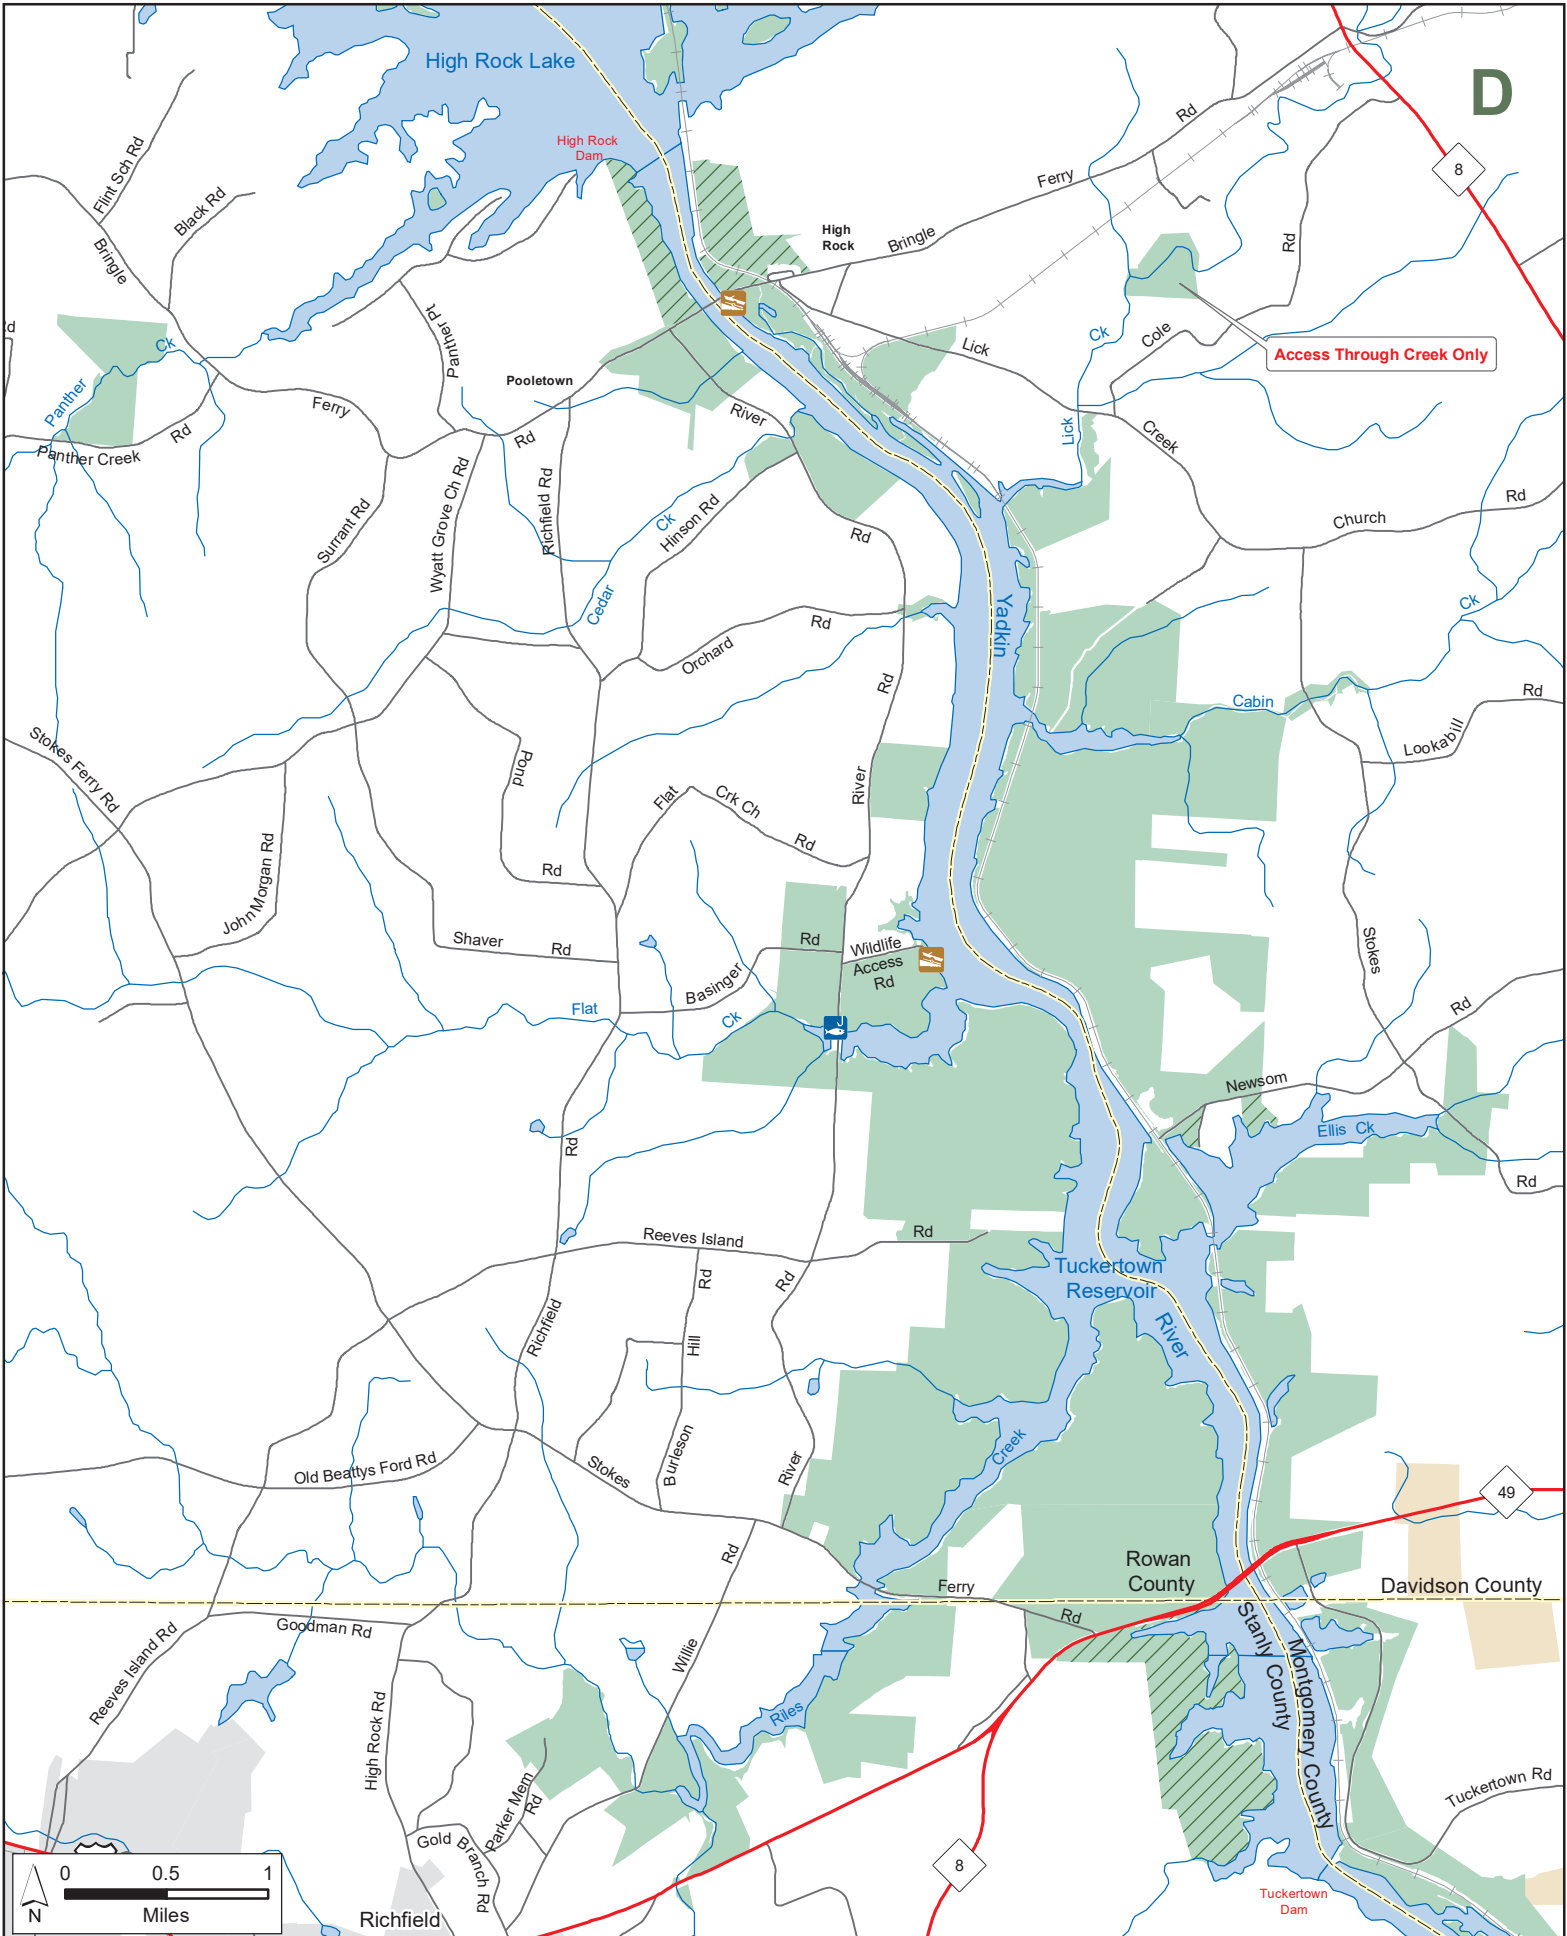 High Rock Lake
D
High Rock
Dam
Rd
8
Flint Sch Rd
Ferry
Black Rd
High
Rock
Bringle
Bringle
Rd
Panther Pt
Ck
Ck
Cole
Lick
Access Through Creek Only
Pooletown
Panther
Ferry
River
Rd
Rd
Lick
Creek
Panther Creek
Wyatt Grove Ch Rd
Richfield Rd
Surrant Rd
Ck
Hinson Rd
Rd
Church
Rd
Cedar
Yadkin
Ck
Orchard
Rd
Rd
Cabin
Rd
Lookabill
Stokes Ferry Rd
Pond
River
Flat
Crk Ch
Rd
John Morgan Rd
Rd
Shaver
Rd
Rd
Wildlife
Access
Rd
Stokes
Basinger
Flat
Ck
Rd
Newsom
Ellis Ck
Rd
Rd
Reeves Island
Rd
Rd
Rd
Tuckertown
Reservoir
River
Richfield
Hill
Burleson
River
Creek
Old Beattys Ford Rd
Stokes
49
Rd
Rowan
County
Ferry
Davidson County
Rd
Goodman Rd
Reeves Island Rd
Willie
Stanly County
Montgomery County
High Rock Rd
Riles
Parker Mem
Rd
Tuckertown Rd
Gold
Branch Rd
8
0 0.5 1
Miles
N
Richfield
Tuckertown
Dam